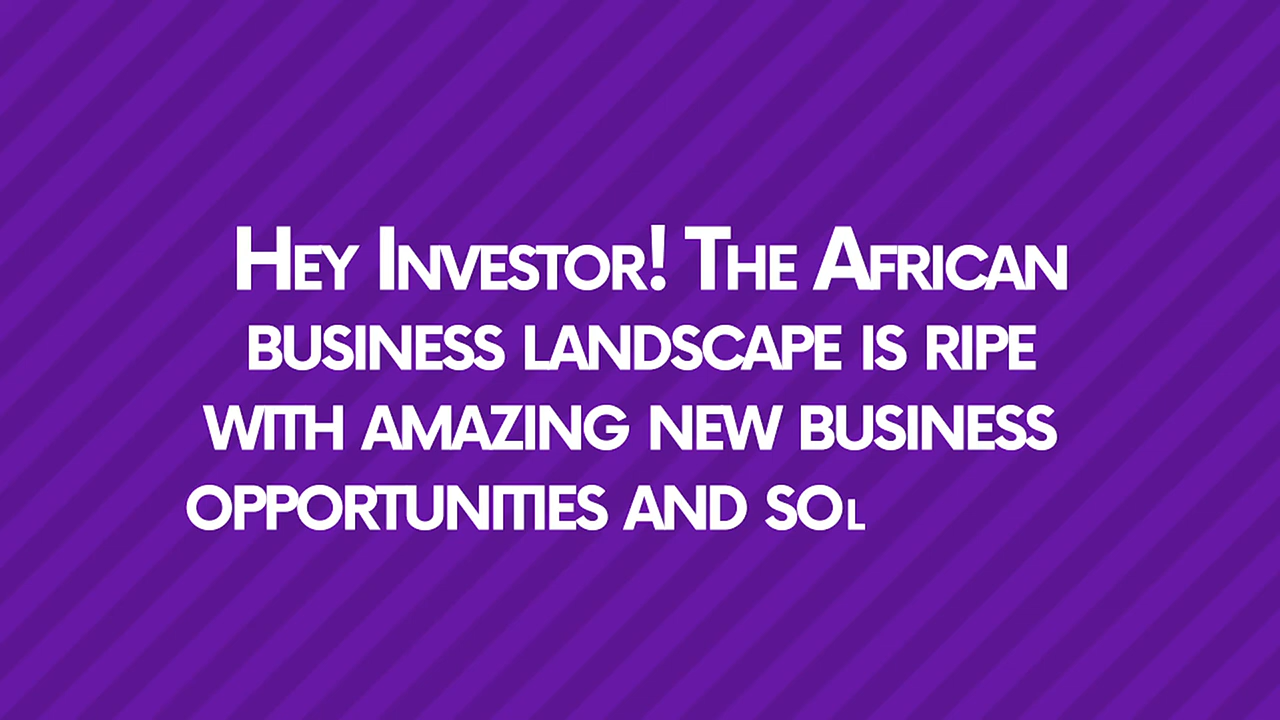 Hey Investor! The African
business landscape is ripe
with amazing new business
opportunities and sol